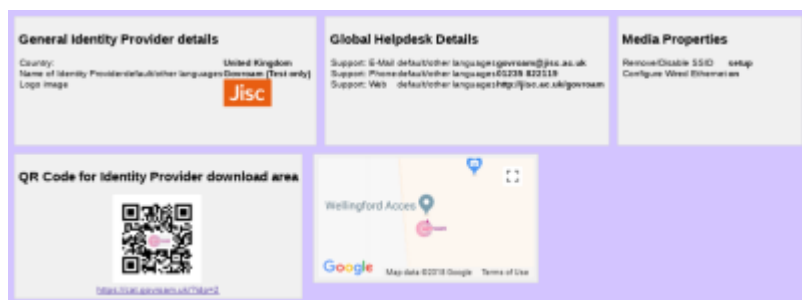 General Identity Provider details
Country: United Kingdom
Name of Identity Provider default/other languages Govroam (Test only)
Logo image
Jisc
Global Helpdesk Details
Support: E-Mail default/other languages govroam@jisc.ac.uk
Support: Phone default/other languages 01235 822119
Support: Web default/other languages http://jisc.ac.uk/govroam
Media Properties
Remove/Disable SSID setup
Configure Wired Ethernet on
QR Code for Identity Provider download area
Wellingford Acces
Google Map data ©2018 Google Terms of Use